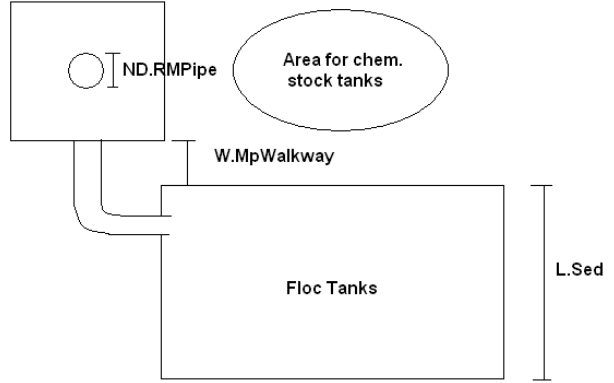 ND.RMPipe
Area for chem.
stock tanks
W.MpWalkway
Floc Tanks
L.Sed